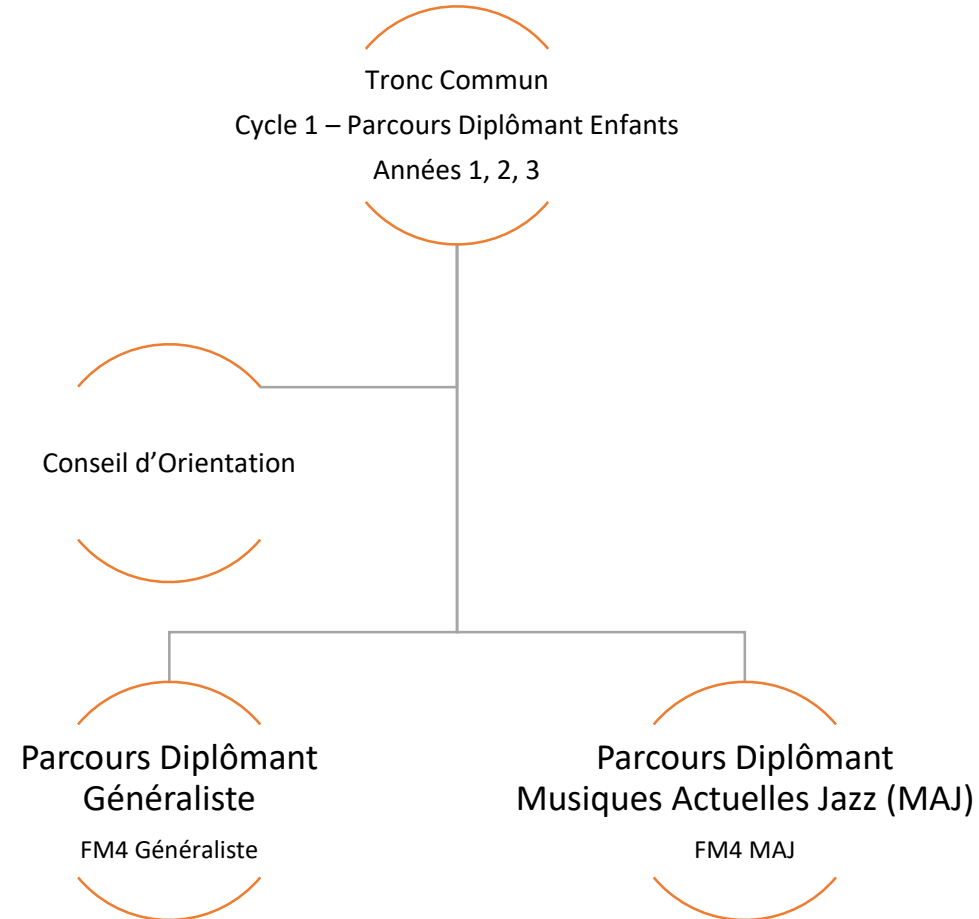 Tronc Commun
Cycle 1 – Parcours Diplômant Enfants
Années 1, 2, 3
Conseil d’Orientation
Parcours Diplômant
Généraliste
FM4 Généraliste
Parcours Diplômant
Musiques Actuelles Jazz (MAJ)
FM4 MAJ